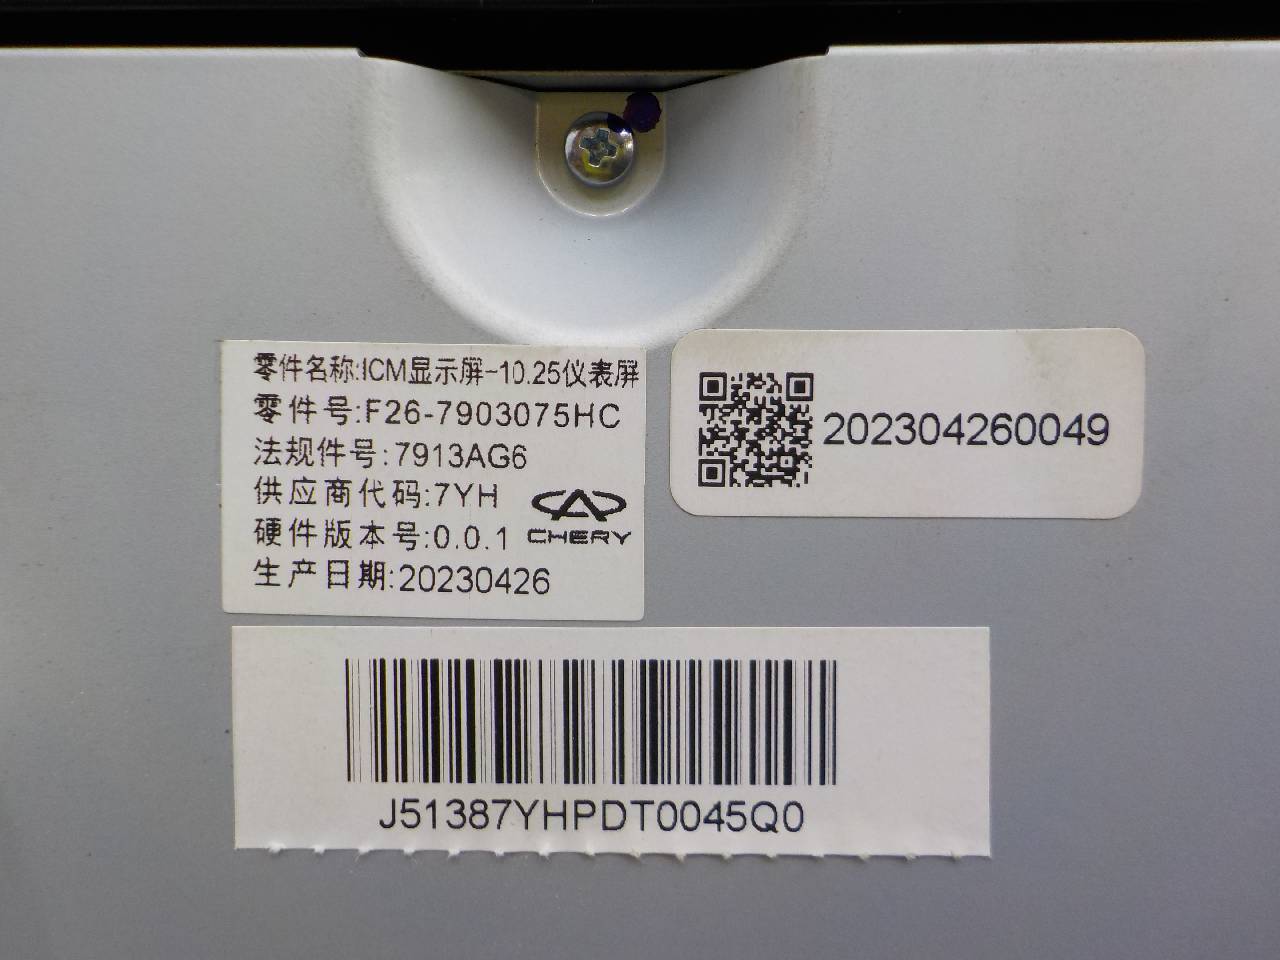 零件名称:ICM显示屏-10.25仪表屏
零件号:F26-7903075HC
法规件号:7913AG6
供应商代码:7YH
硬件版本号:0.0.1
CHERY
生产日期:20230426
202304260049
J51387YHPDT0045Q0